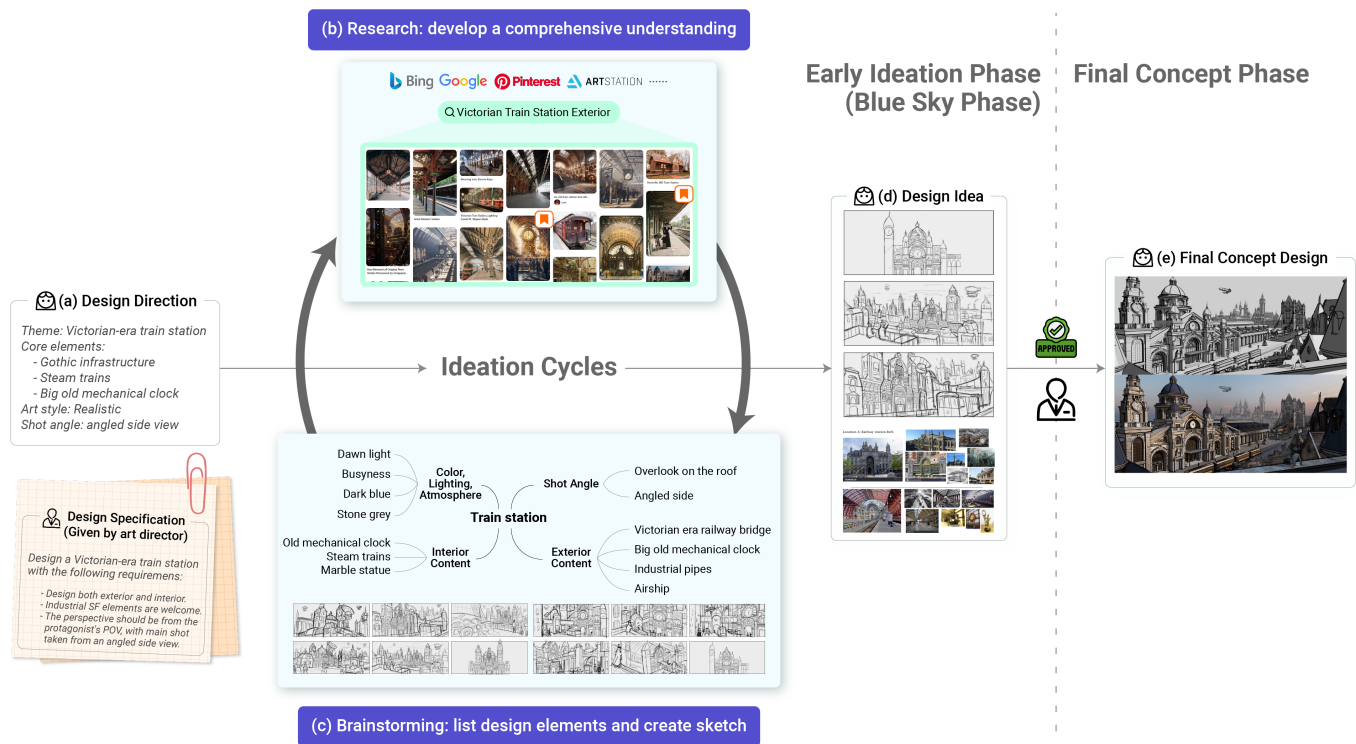 (b) Research: develop a comprehensive understanding
Bing Google Pinterest ARTSTATION ......
Victorian Train Station Exterior
Early Ideation Phase
(Blue Sky Phase)
Final Concept Phase
(a) Design Direction
Theme: Victorian-era train station
Core elements:
- Gothic infrastructure
- Steam trains
- Big old mechanical clock
Art style: Realistic
Shot angle: angled side view
Design Specification
(Given by art director)
Design a Victorian-era train station
with the following requiremens:
- Design both exterior and interior.
- Industrial SF elements are welcome.
- The perspective should be from the
protagonist's POV, with main shot
taken from an angled side view.
Ideation Cycles
Dawn light
Busyness
Dark blue
Stone grey
Color,
Lighting,
Atmosphere
Train station
Shot Angle
Overlook on the roof
Angled side
Old mechanical clock
Steam trains
Marble statue
Interior
Content
Exterior
Content
Victorian era railway bridge
Big old mechanical clock
Industrial pipes
Airship
(c) Brainstorming: list design elements and create sketch
(d) Design Idea
APPROVED
(e) Final Concept Design